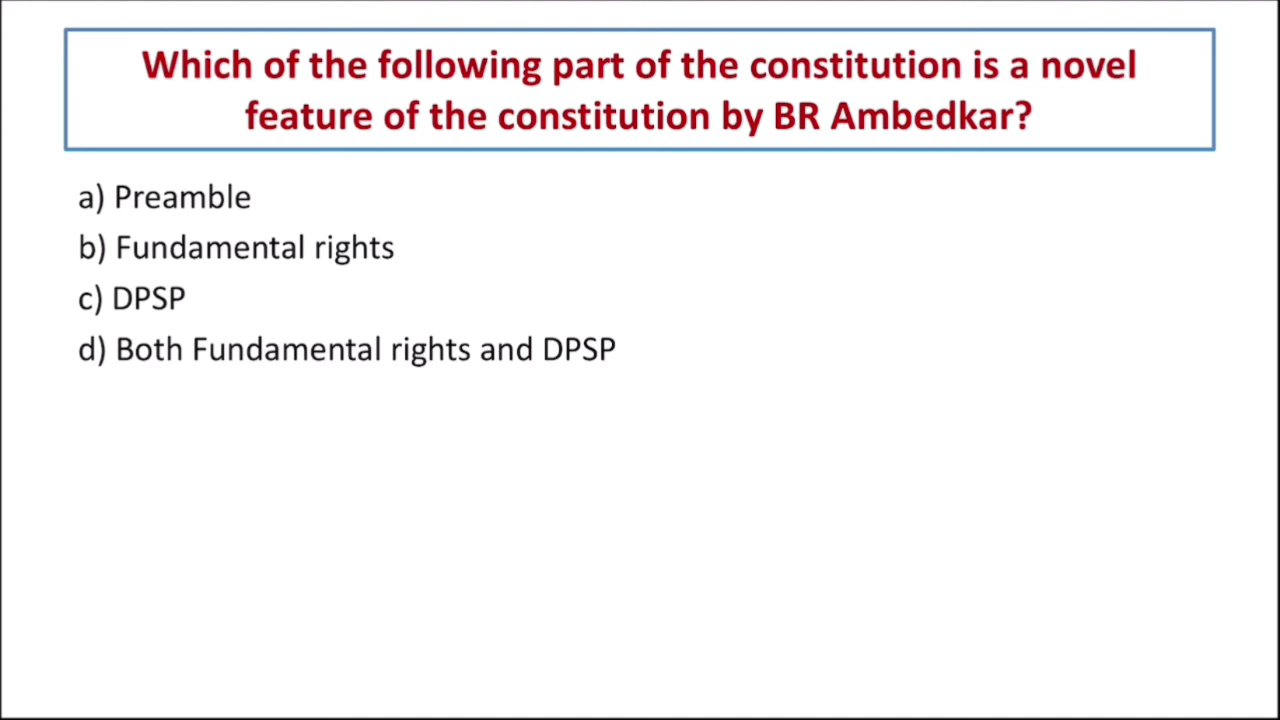 Which of the following part of the constitution is a novel
feature of the constitution by BR Ambedkar?
a) Preamble
b) Fundamental rights
c) DPSP
d) Both Fundamental rights and DPSP